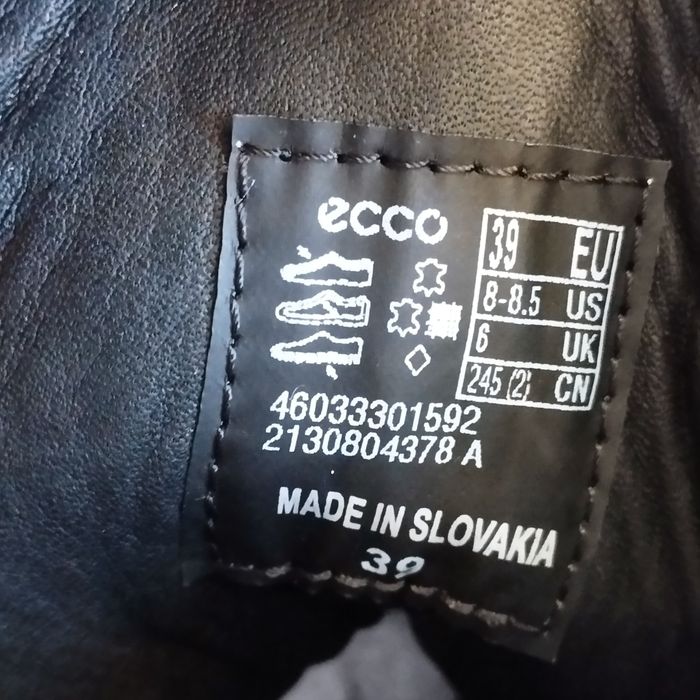 ecco
39 EU
8-8.5 US
6 UK
245 (2) CN
46033301592
2130804378 A
MADE IN SLOVAKIA
39